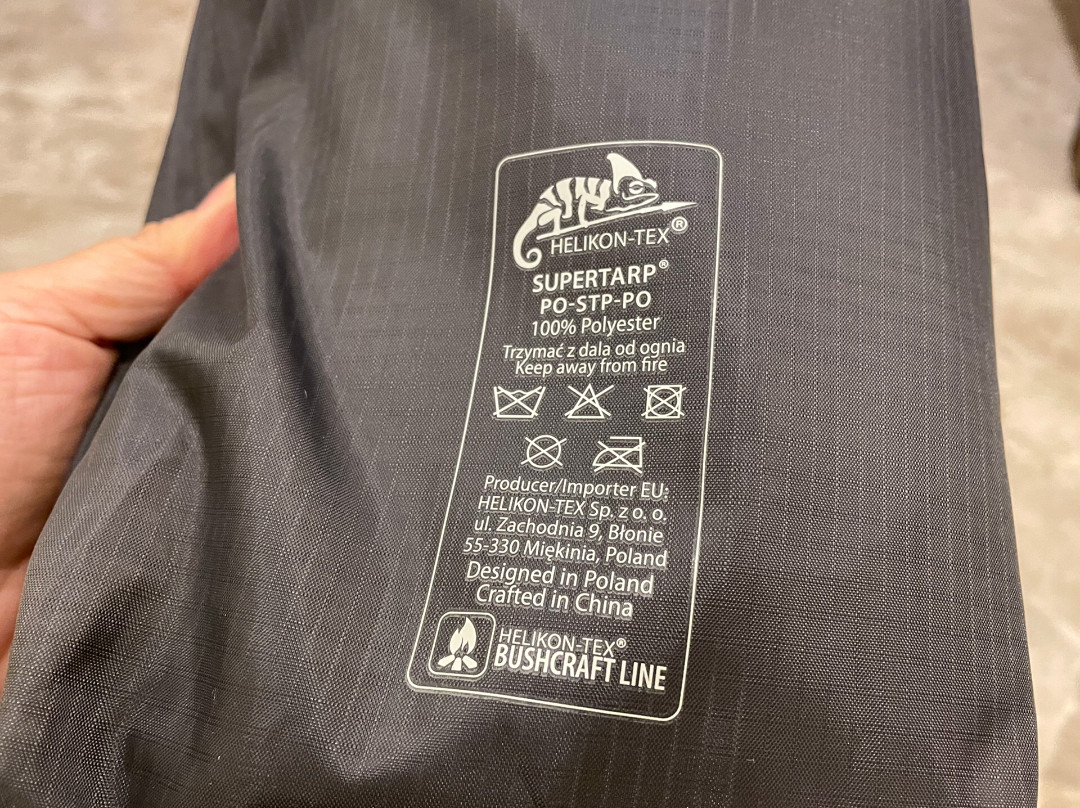 HELIKON-TEX®
SUPERTARP®
PO-STP-PO
100% Polyester
Trzymać z dala od ognia
Keep away from fire
Producer/Importer EU:
HELIKON-TEX Sp. z o. o.
ul. Zachodnia 9, Błonie
55-330 Miękinia, Poland
Designed in Poland
Crafted in China
HELIKON-TEX®
BUSHCRAFT LINE